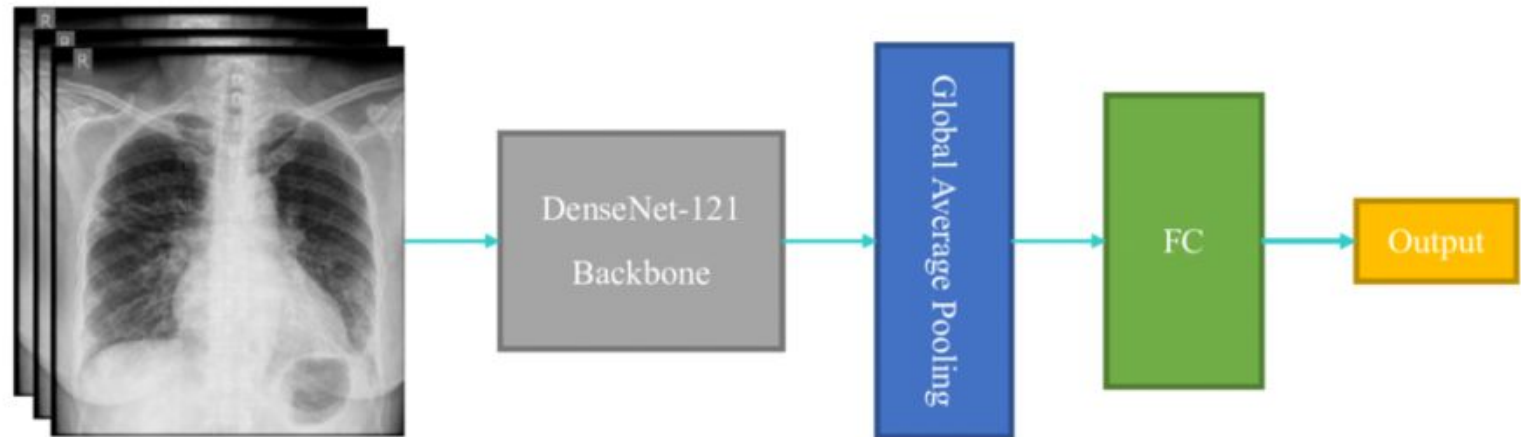 R
R
R
DenseNet-121
Backbone
Global Average Pooling
FC
Output